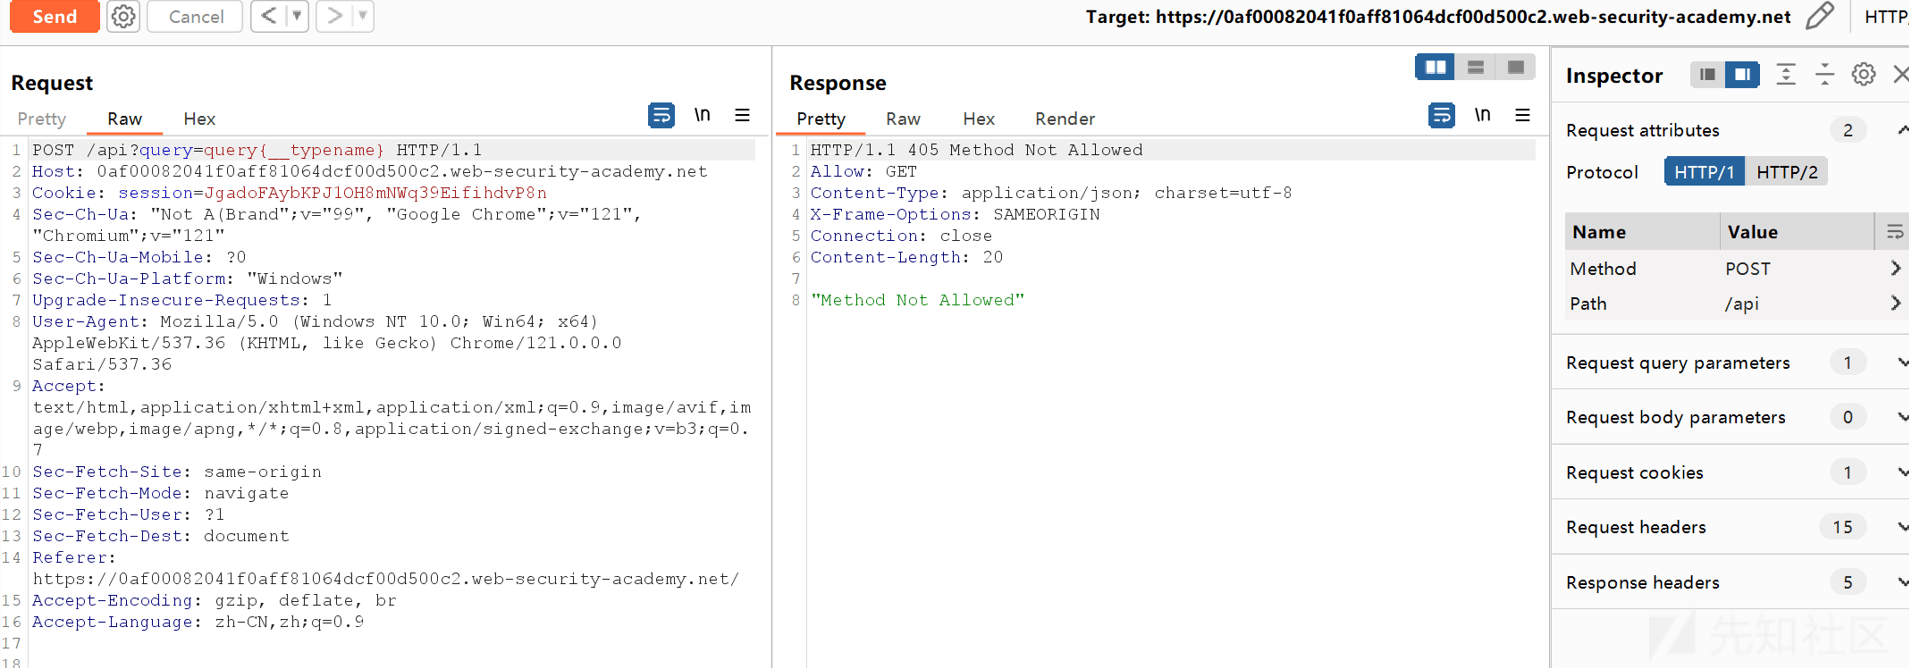 Send
Cancel
Target: https://0af00082041f0aff81064dcf00d500c2.web-security-academy.net
HTTP/
Request
Pretty
Raw
Hex
\n
1 POST /api?query=query{__typename} HTTP/1.1
2 Host: 0af00082041f0aff81064dcf00d500c2.web-security-academy.net
3 Cookie: session=JgadoFAybKPJ1OH8mNWq39EifihdvP8n
4 Sec-Ch-Ua: "Not A(Brand";v="99", "Google Chrome";v="121",
"Chromium";v="121"
5 Sec-Ch-Ua-Mobile: ?0
6 Sec-Ch-Ua-Platform: "Windows"
7 Upgrade-Insecure-Requests: 1
8 User-Agent: Mozilla/5.0 (Windows NT 10.0; Win64; x64)
AppleWebKit/537.36 (KHTML, like Gecko) Chrome/121.0.0.0
Safari/537.36
9 Accept:
text/html,application/xhtml+xml,application/xml;q=0.9,image/avif,im
age/webp,image/apng,*/*;q=0.8,application/signed-exchange;v=b3;q=0.
7
10 Sec-Fetch-Site: same-origin
11 Sec-Fetch-Mode: navigate
12 Sec-Fetch-User: ?1
13 Sec-Fetch-Dest: document
14 Referer:
https://0af00082041f0aff81064dcf00d500c2.web-security-academy.net/
15 Accept-Encoding: gzip, deflate, br
16 Accept-Language: zh-CN,zh;q=0.9
17
18
Response
Pretty
Raw
Hex
Render
\n
1 HTTP/1.1 405 Method Not Allowed
2 Allow: GET
3 Content-Type: application/json; charset=utf-8
4 X-Frame-Options: SAMEORIGIN
5 Connection: close
6 Content-Length: 20
7
8 "Method Not Allowed"
Inspector
Request attributes 2
Protocol HTTP/1 HTTP/2
Name Value
Method POST
Path /api
Request query parameters 1
Request body parameters 0
Request cookies 1
Request headers 15
Response headers 5
先知社区